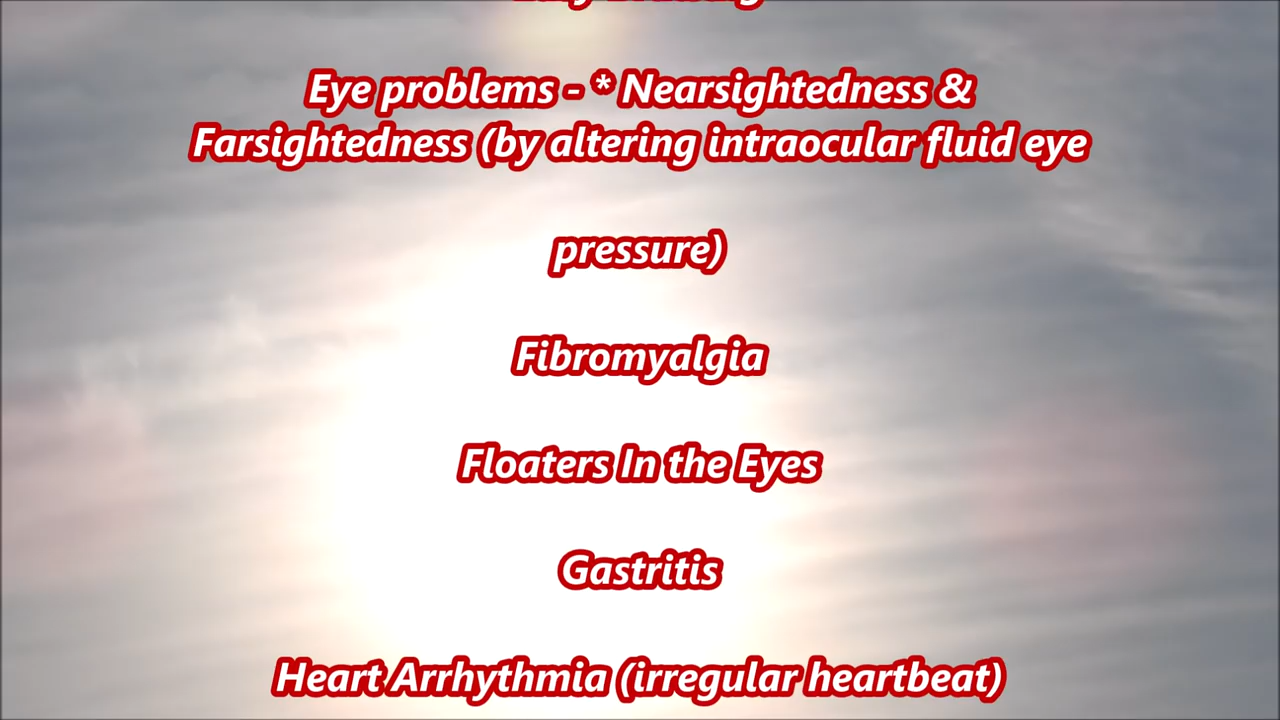 Eye problems - * Nearsightedness &
Farsightedness (by altering intraocular fluid eye
pressure)
Fibromyalgia
Floaters In the Eyes
Gastritis
Heart Arrhythmia (irregular heartbeat)